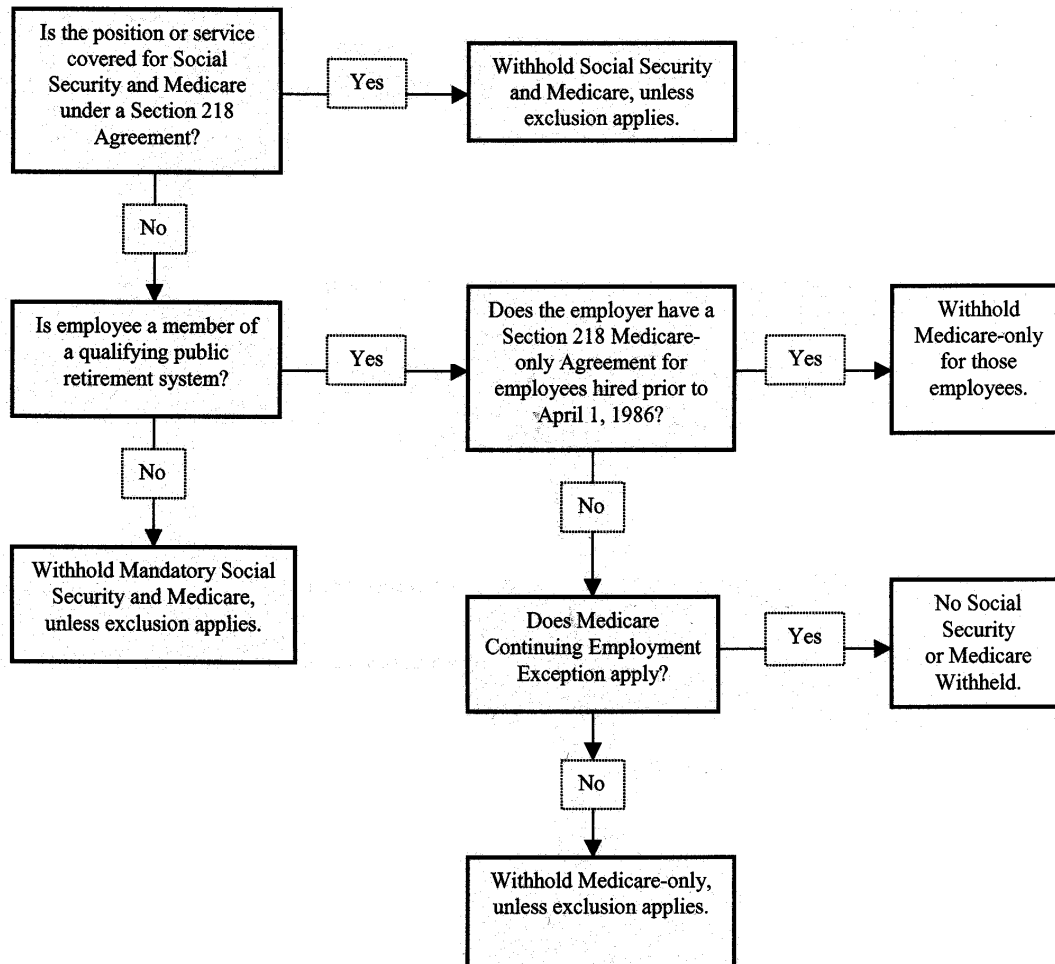 Is the position or service
covered for Social
Security and Medicare
under a Section 218
Agreement?
Yes
Withhold Social Security
and Medicare, unless
exclusion applies.
No
Is employee a member of
a qualifying public
retirement system?
Yes
Does the employer have a
Section 218 Medicare-
only Agreement for
employees hired prior to
April 1, 1986?
Yes
Withhold
Medicare-only
for those
employees.
No
Withhold Mandatory Social
Security and Medicare,
unless exclusion applies.
No
Does Medicare
Continuing Employment
Exception apply?
Yes
No Social
Security
or Medicare
Withheld.
No
Withhold Medicare-only,
unless exclusion applies.